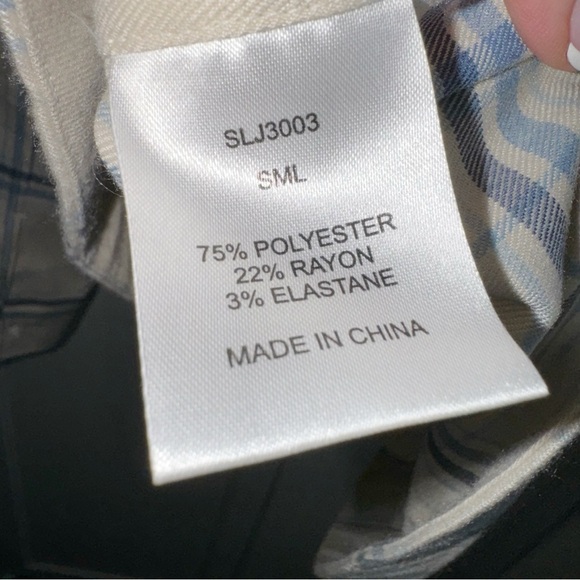 SLJ3003
SML
75% POLYESTER
22% RAYON
3% ELASTANE
MADE IN CHINA